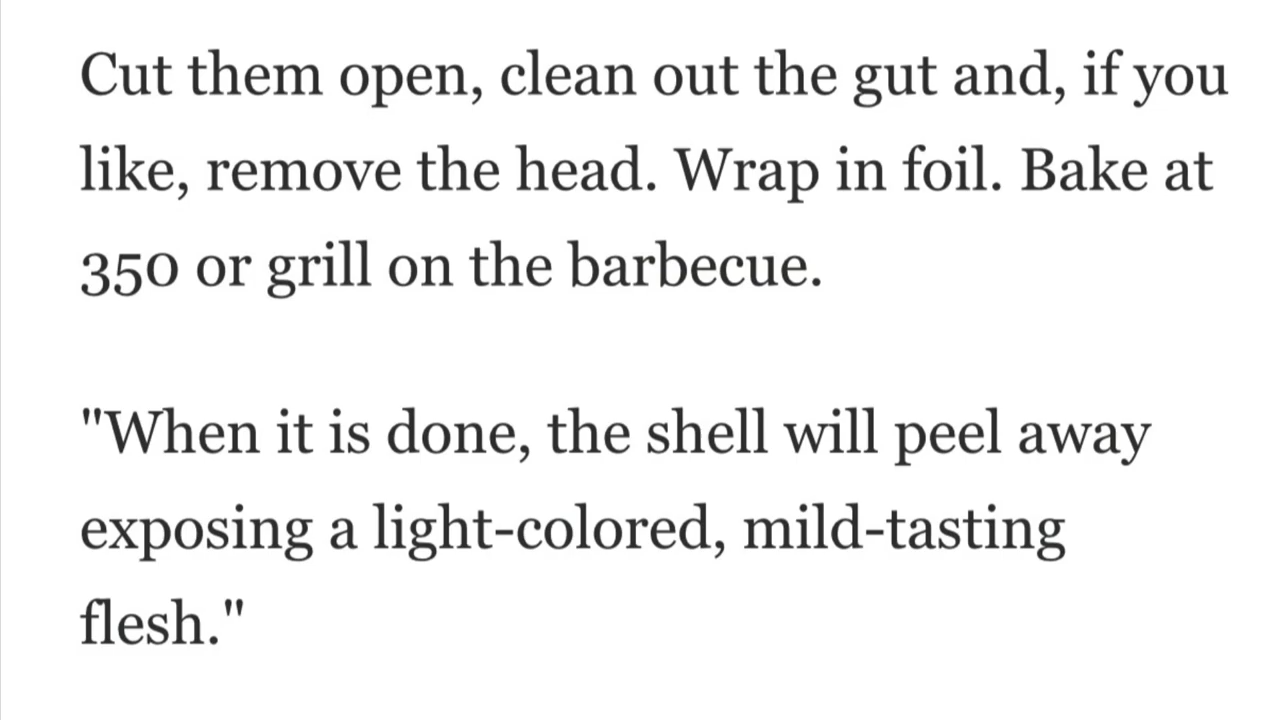 Cut them open, clean out the gut and, if you
like, remove the head. Wrap in foil. Bake at
350 or grill on the barbecue.
"When it is done, the shell will peel away
exposing a light-colored, mild-tasting
flesh."